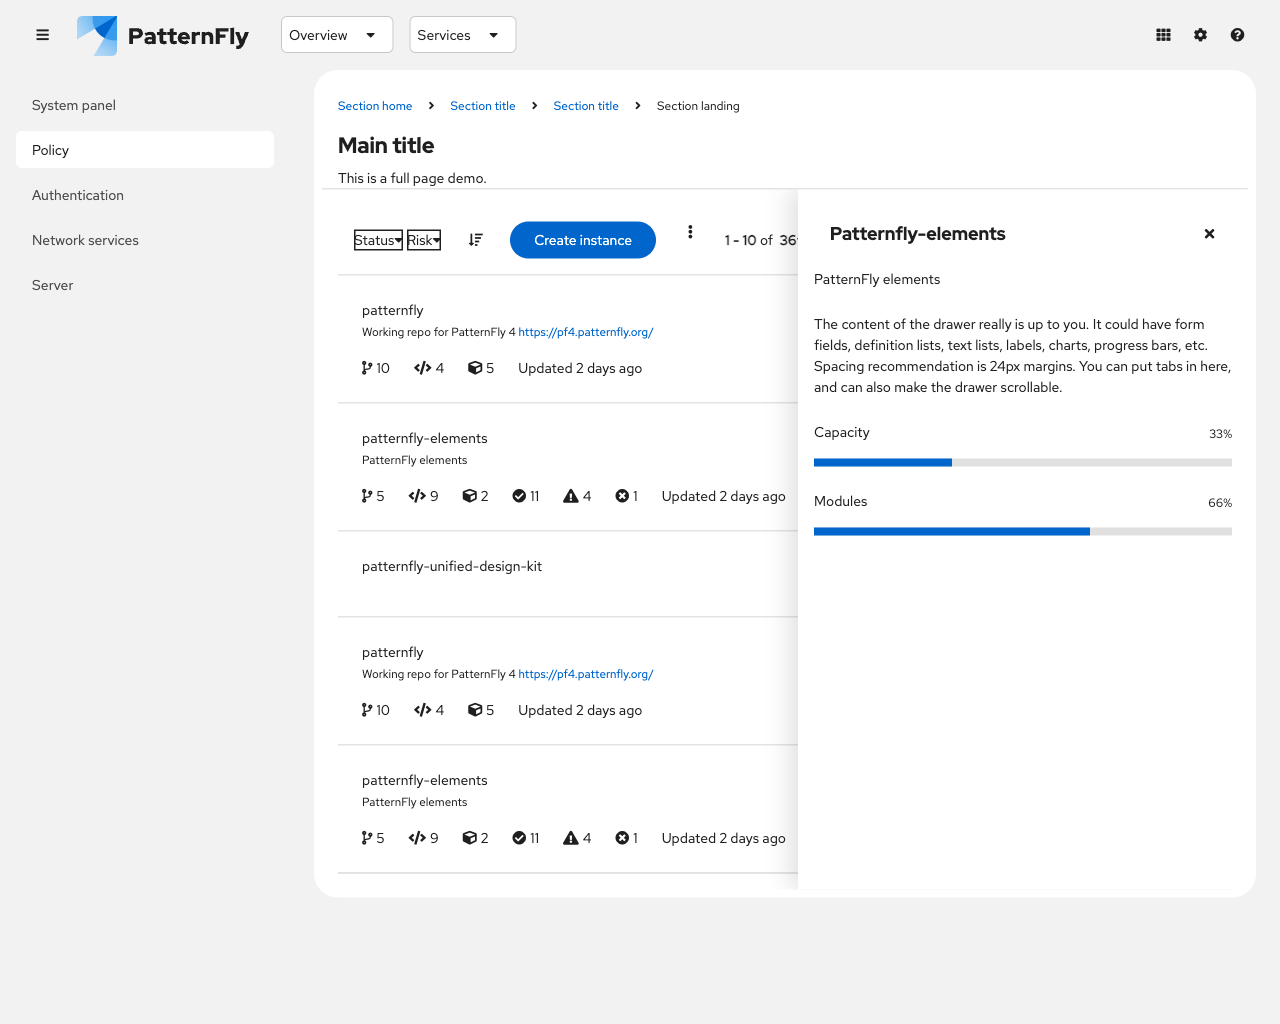 PatternFly
Overview
Services
System panel
Policy
Authentication
Network services
Server
Section home
Section title
Section title
Section landing
Main title
This is a full page demo.
Status
Risk
Create instance
1 - 10 of 36
patternfly
Working repo for PatternFly 4 https://pf4.patternfly.org/
10 4 5 Updated 2 days ago
patternfly-elements
PatternFly elements
5 9 2 11 4 1 Updated 2 days ago
patternfly-unified-design-kit
patternfly
Working repo for PatternFly 4 https://pf4.patternfly.org/
10 4 5 Updated 2 days ago
patternfly-elements
PatternFly elements
5 9 2 11 4 1 Updated 2 days ago
Patternfly-elements
PatternFly elements
The content of the drawer really is up to you. It could have form
fields, definition lists, text lists, labels, charts, progress bars, etc.
Spacing recommendation is 24px margins. You can put tabs in here,
and can also make the drawer scrollable.
Capacity
33%
Modules
66%